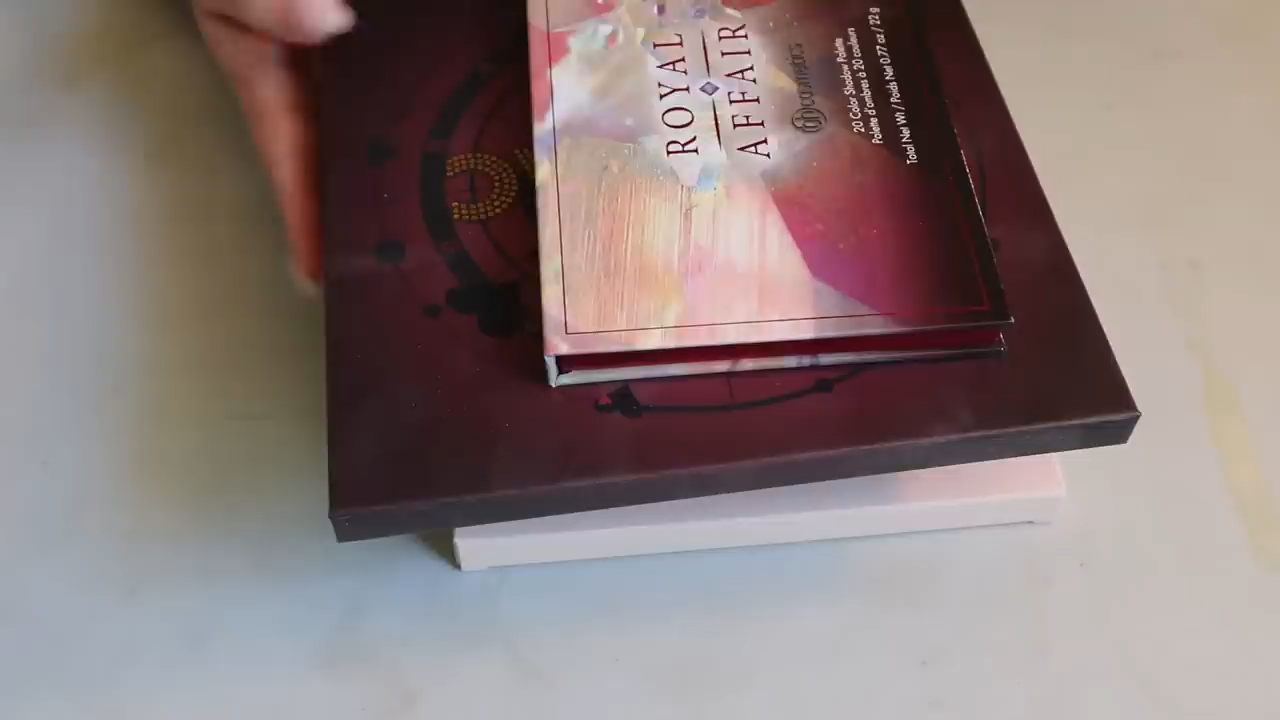 ROYAL
AFFAIR
cosmetics
20 Color Shadow Palette
Palette d'ombres à 20 couleurs
Total Net Wt / Poids Net 0.77 oz / 22 g